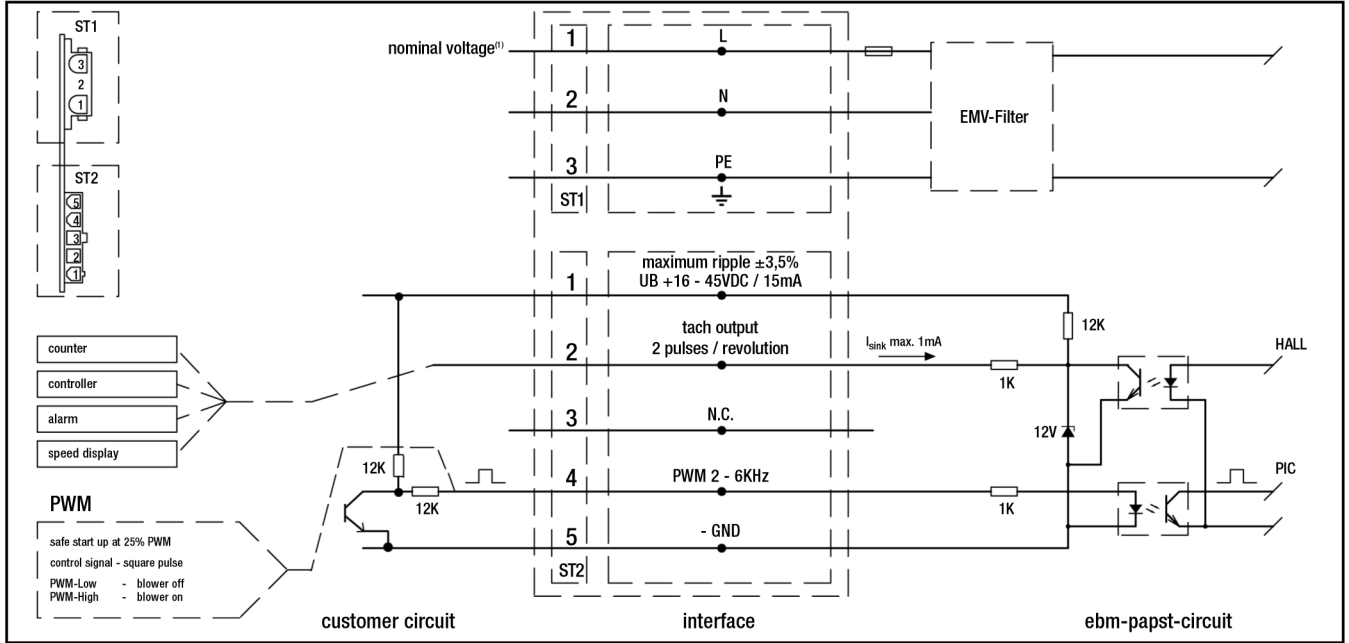 ST1
3
2
1
ST2
5
4
3
2
1
nominal voltage(1)
1
L
2
N
3
PE
ST1
EMV-Filter
maximum ripple ±3,5%
1
UB +16 - 45VDC / 15mA
12K
tach output
2
2 pulses / revolution
Isink max. 1mA
1K
HALL
counter
controller
alarm
speed display
3
N.C.
12V
12K
12K
4
PWM 2 - 6KHz
1K
PIC
5
- GND
ST2
PWM
safe start up at 25% PWM
control signal - square pulse
PWM-Low - blower off
PWM-High - blower on
customer circuit
interface
ebm-papst-circuit